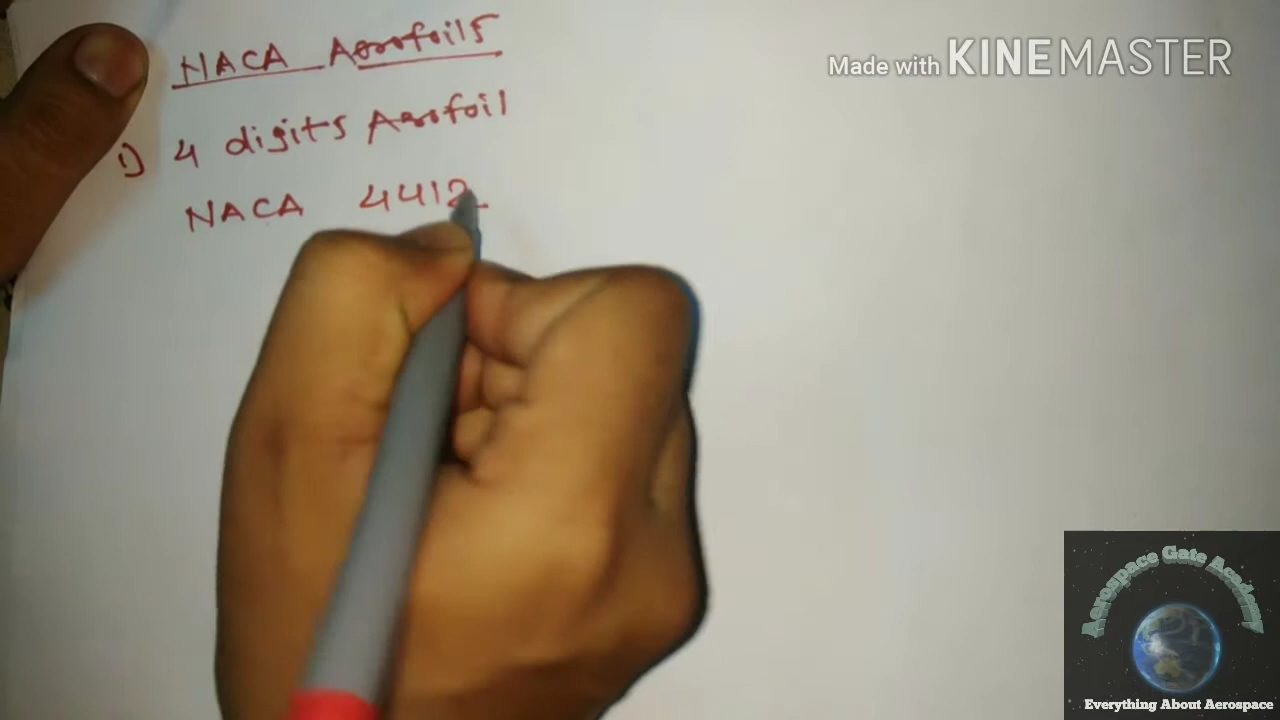 NACA Aerofoils
1) 4 digits Aerofoil
NACA 4412
Made with KINEMASTER
Aerospace Gate Academy
Everything About Aerospace